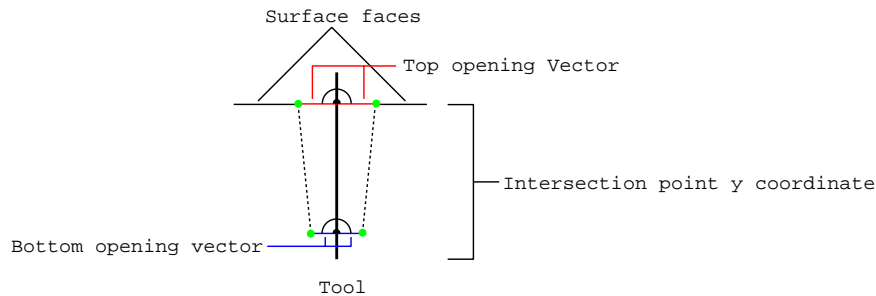 Surface faces
Top opening Vector
Intersection point y coordinate
Bottom opening vector
Tool